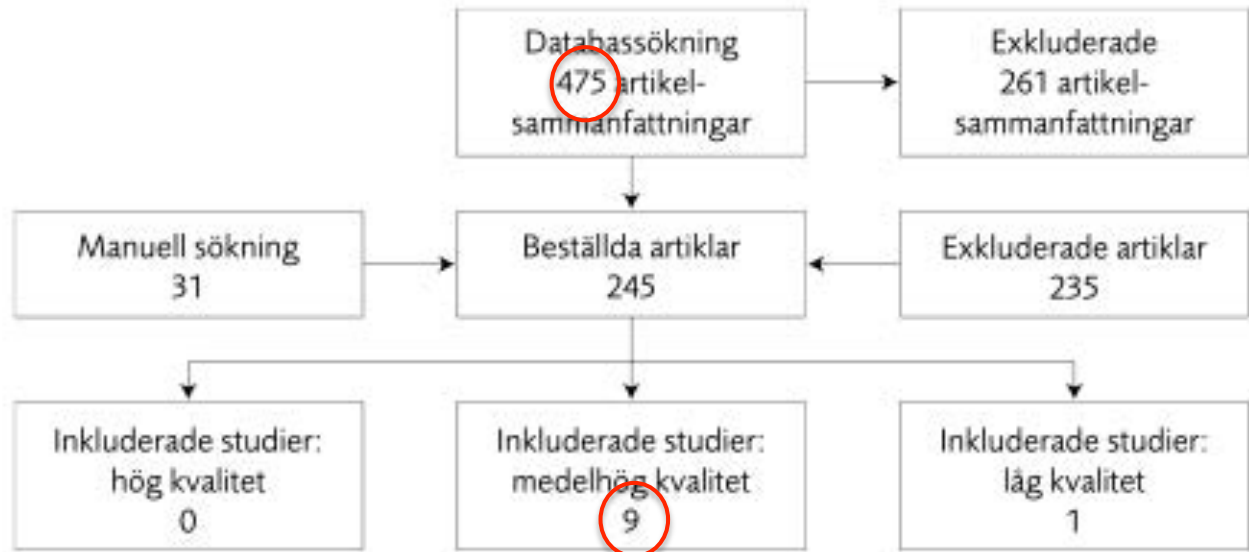 Databassökning
475 artikel-
sammanfattningar
Exkluderade
261 artikel-
sammanfattningar
Manuell sökning
31
Beställda artiklar
245
Exkluderade artiklar
235
Inkluderade studier:
hög kvalitet
0
Inkluderade studier:
medelhög kvalitet
9
Inkluderade studier:
låg kvalitet
1